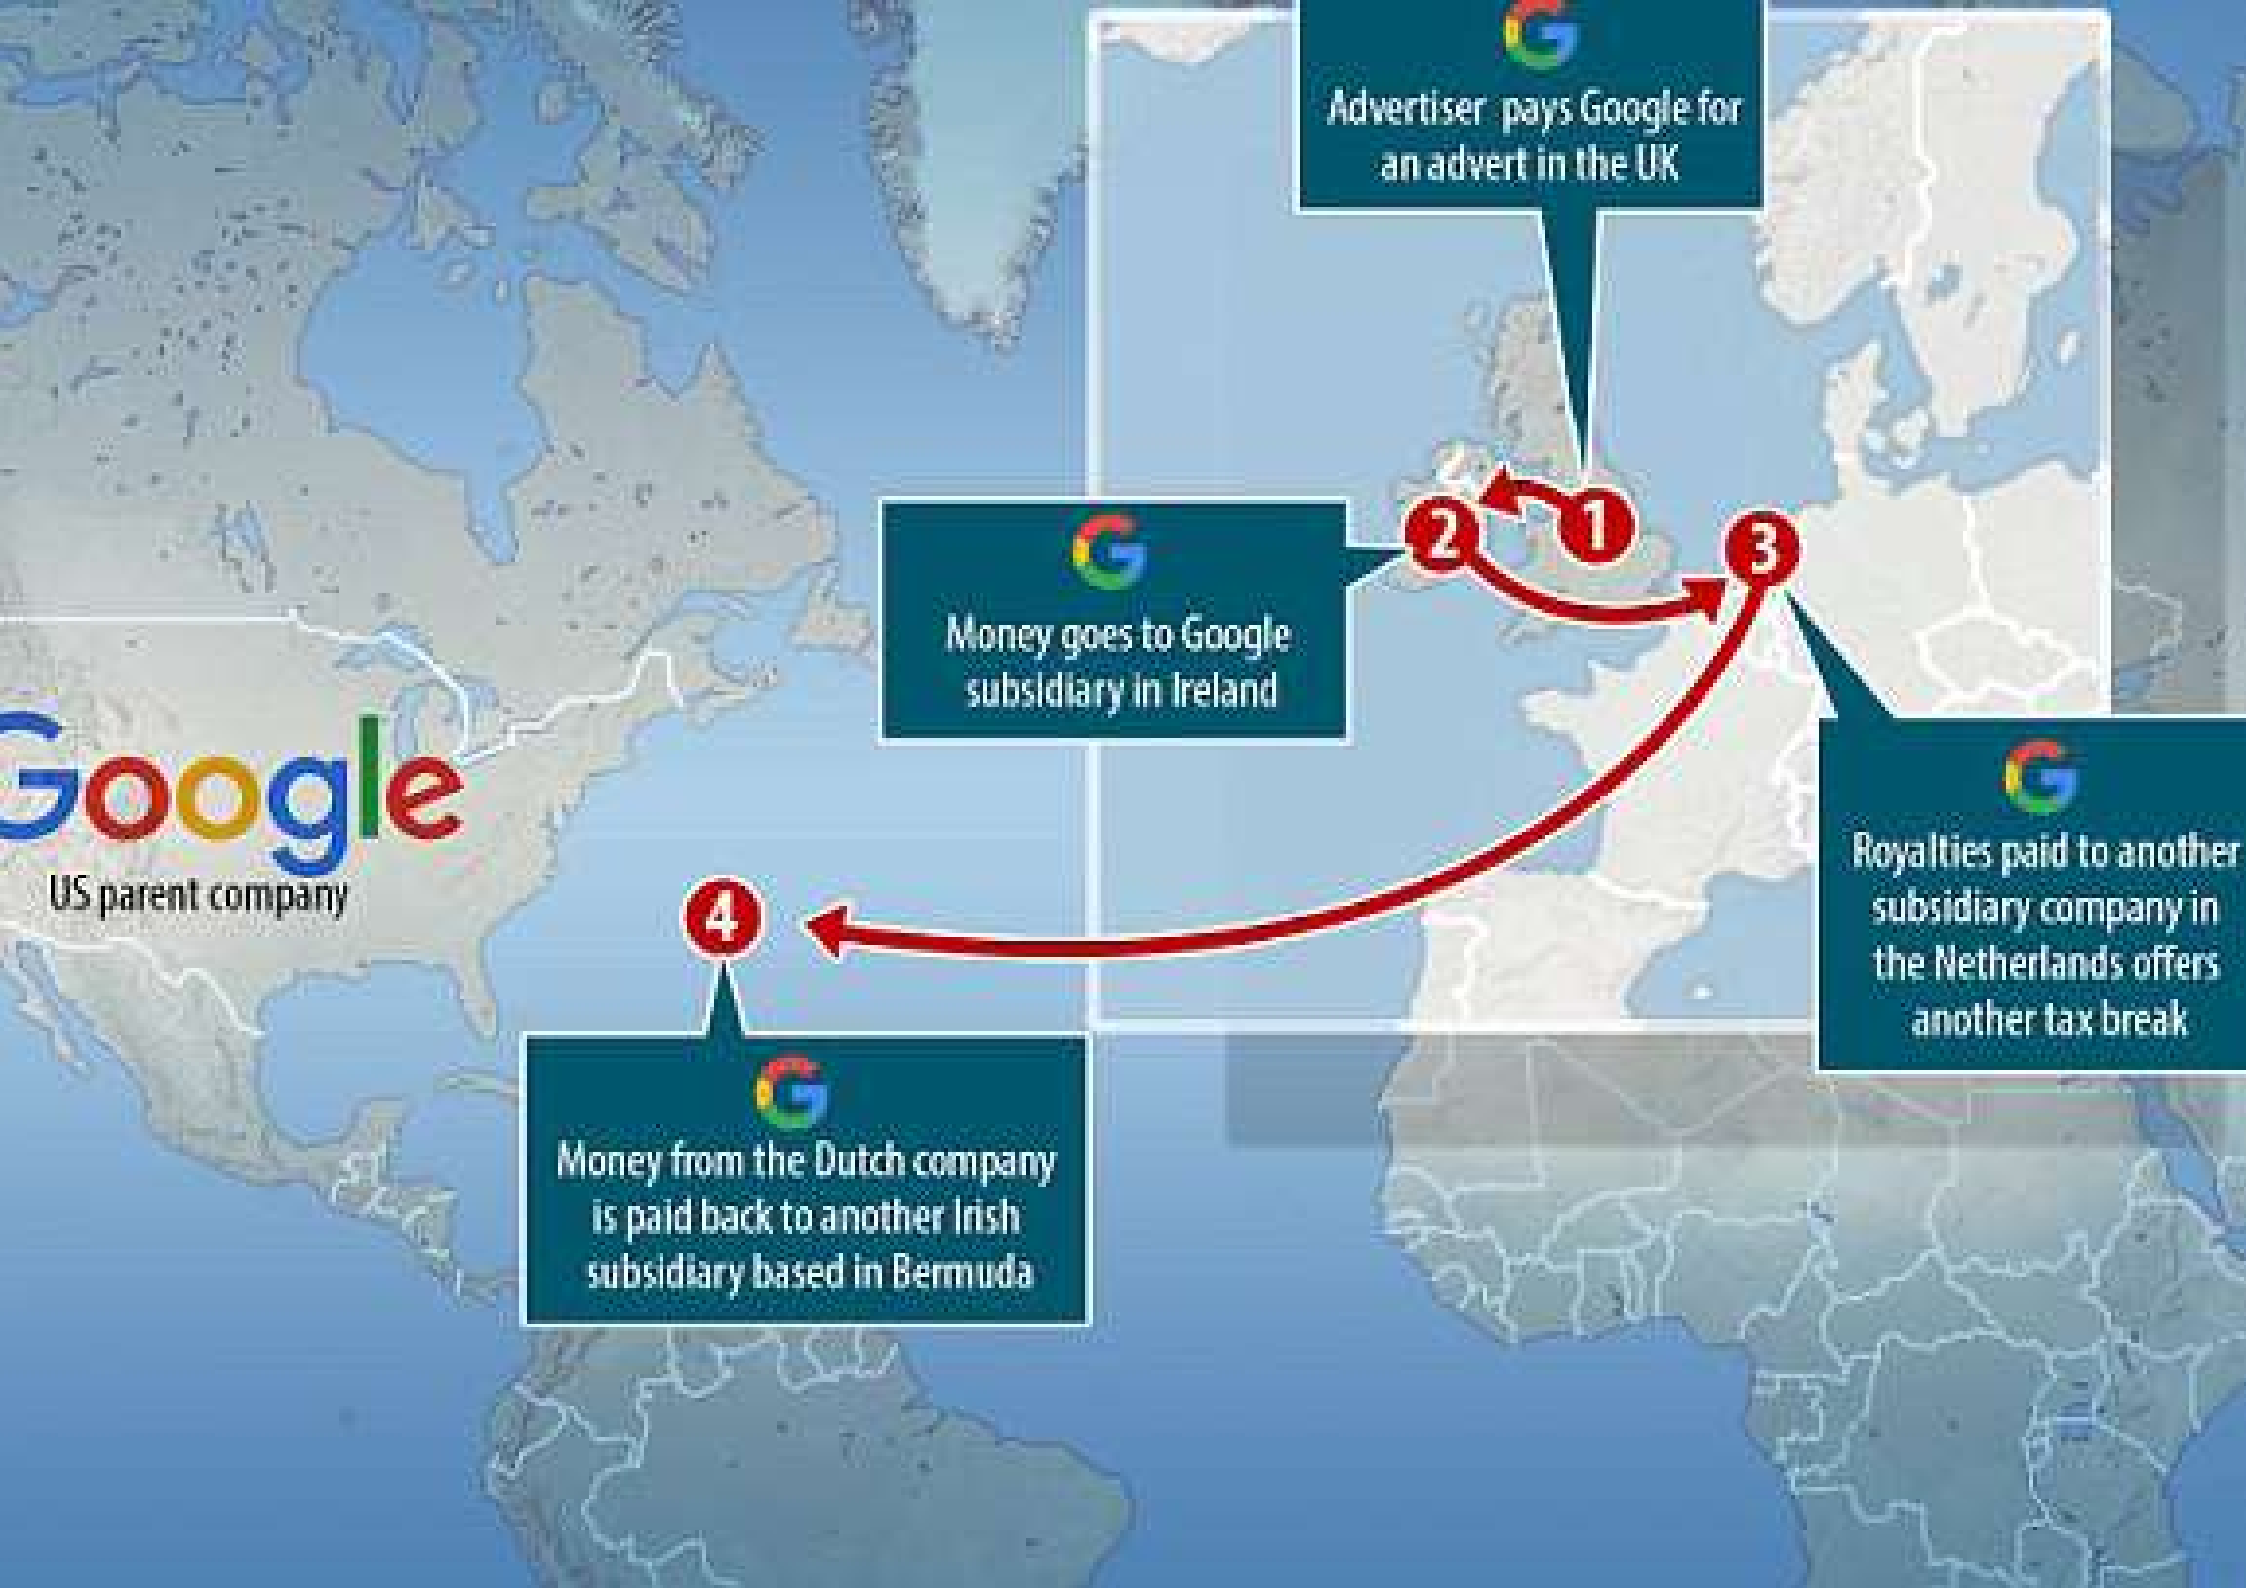 Advertiser pays Google for
an advert in the UK
1
2
3
Money goes to Google
subsidiary in Ireland
Google
US parent company
Royalties paid to another
subsidiary company in
the Netherlands offers
another tax break
4
Money from the Dutch company
is paid back to another Irish
subsidiary based in Bermuda